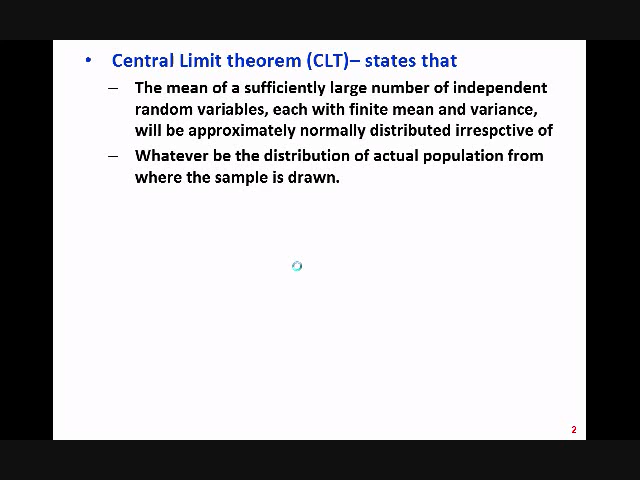 • Central Limit theorem (CLT)– states that
– The mean of a sufficiently large number of independent
random variables, each with finite mean and variance,
will be approximately normally distributed irrespctive of
– Whatever be the distribution of actual population from
where the sample is drawn.
2